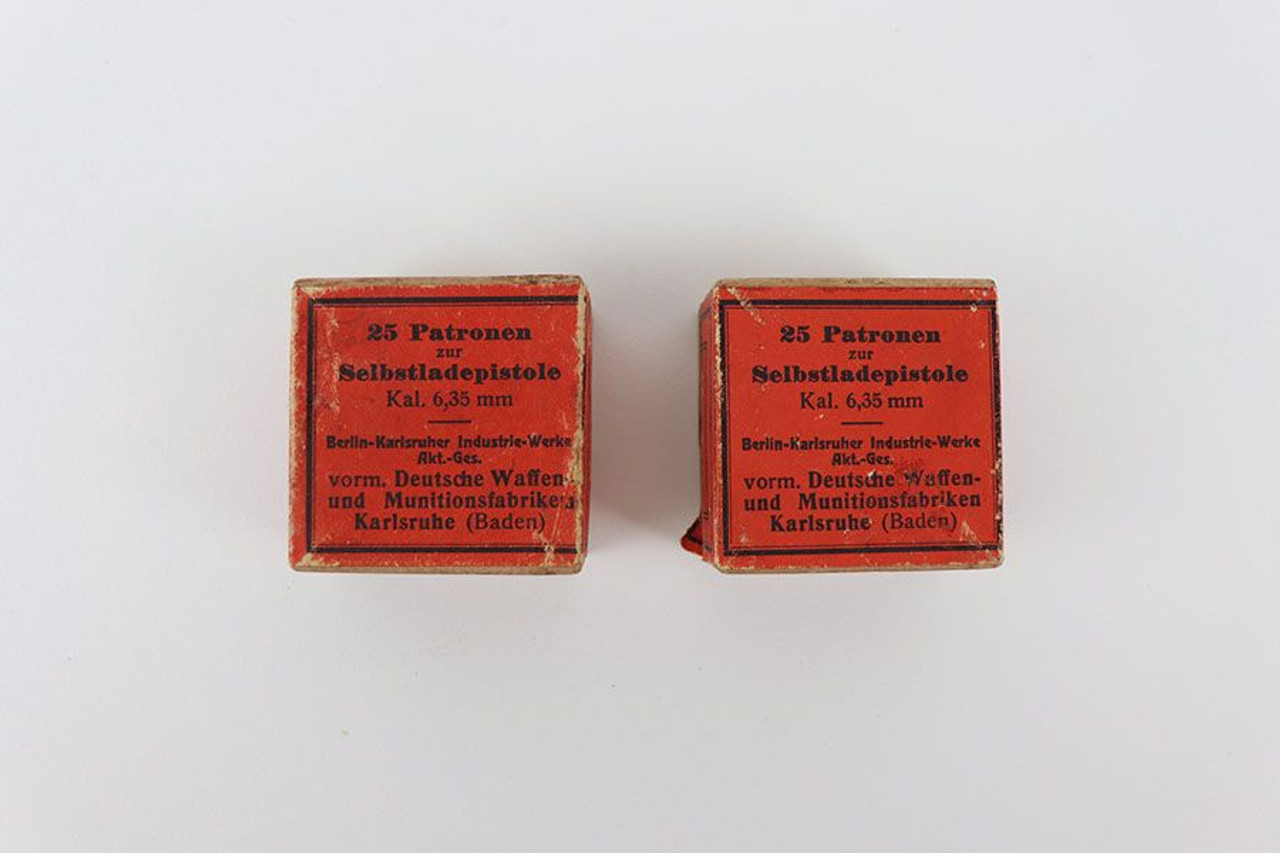 25 Patronen
zur
Selbstladepistole
Kal. 6,35 mm
Berlin-Karlsruher Industrie-Werke
Akt.-Ges.
vorm. Deutsche Waffen-
und Munitionsfabriken
Karlsruhe (Baden)
25 Patronen
zur
Selbstladepistole
Kal. 6,35 mm
Berlin-Karlsruher Industrie-Werke
Akt.-Ges.
vorm. Deutsche Waffen-
und Munitionsfabriken
Karlsruhe (Baden)